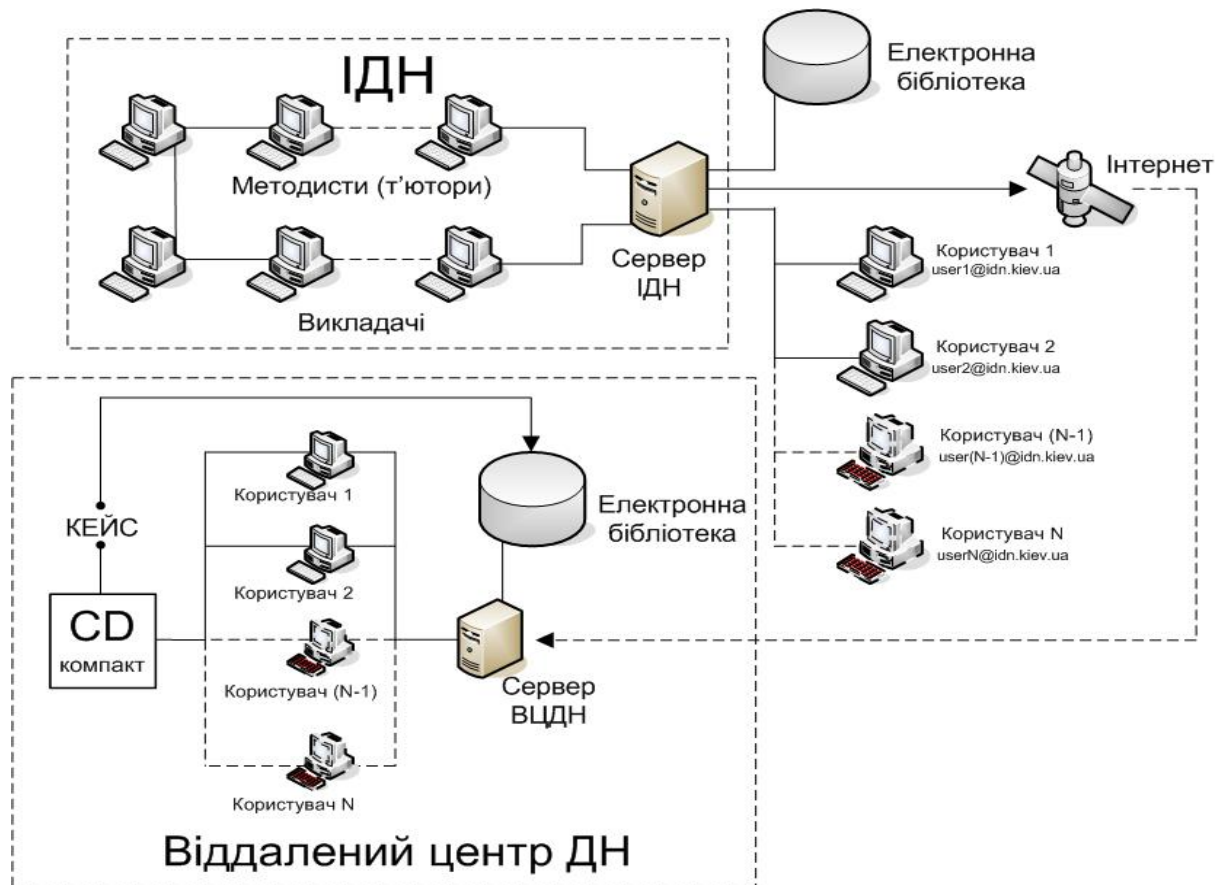 ІДН
Методисти (т’ютори)
Викладачі
Сервер
ІДН
Електронна
бібліотека
Інтернет
Користувач 1
user1@idn.kiev.ua
Користувач 2
user2@idn.kiev.ua
Користувач (N-1)
user(N-1)@idn.kiev.ua
Користувач N
userN@idn.kiev.ua
КЕЙС
CD
компакт
Користувач 1
Користувач 2
Користувач (N-1)
Користувач N
Електронна
бібліотека
Сервер
ВЦДН
Віддалений центр ДН